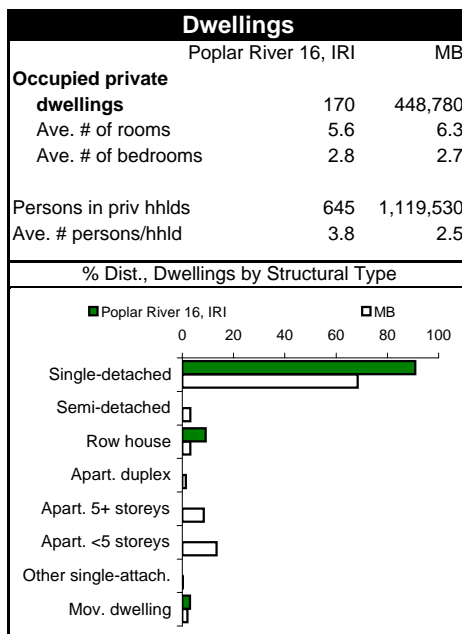 Dwellings
Poplar River 16, IRI MB
Occupied private
dwellings 170 448,780
Ave. # of rooms 5.6 6.3
Ave. # of bedrooms 2.8 2.7
Persons in priv hhlds 645 1,119,530
Ave. # persons/hhld 3.8 2.5
% Dist., Dwellings by Structural Type
Poplar River 16, IRI MB
0 20 40 60 80 100
Single-detached
Semi-detached
Row house
Apart. duplex
Apart. 5+ storeys
Apart. <5 storeys
Other single-attach.
Mov. dwelling